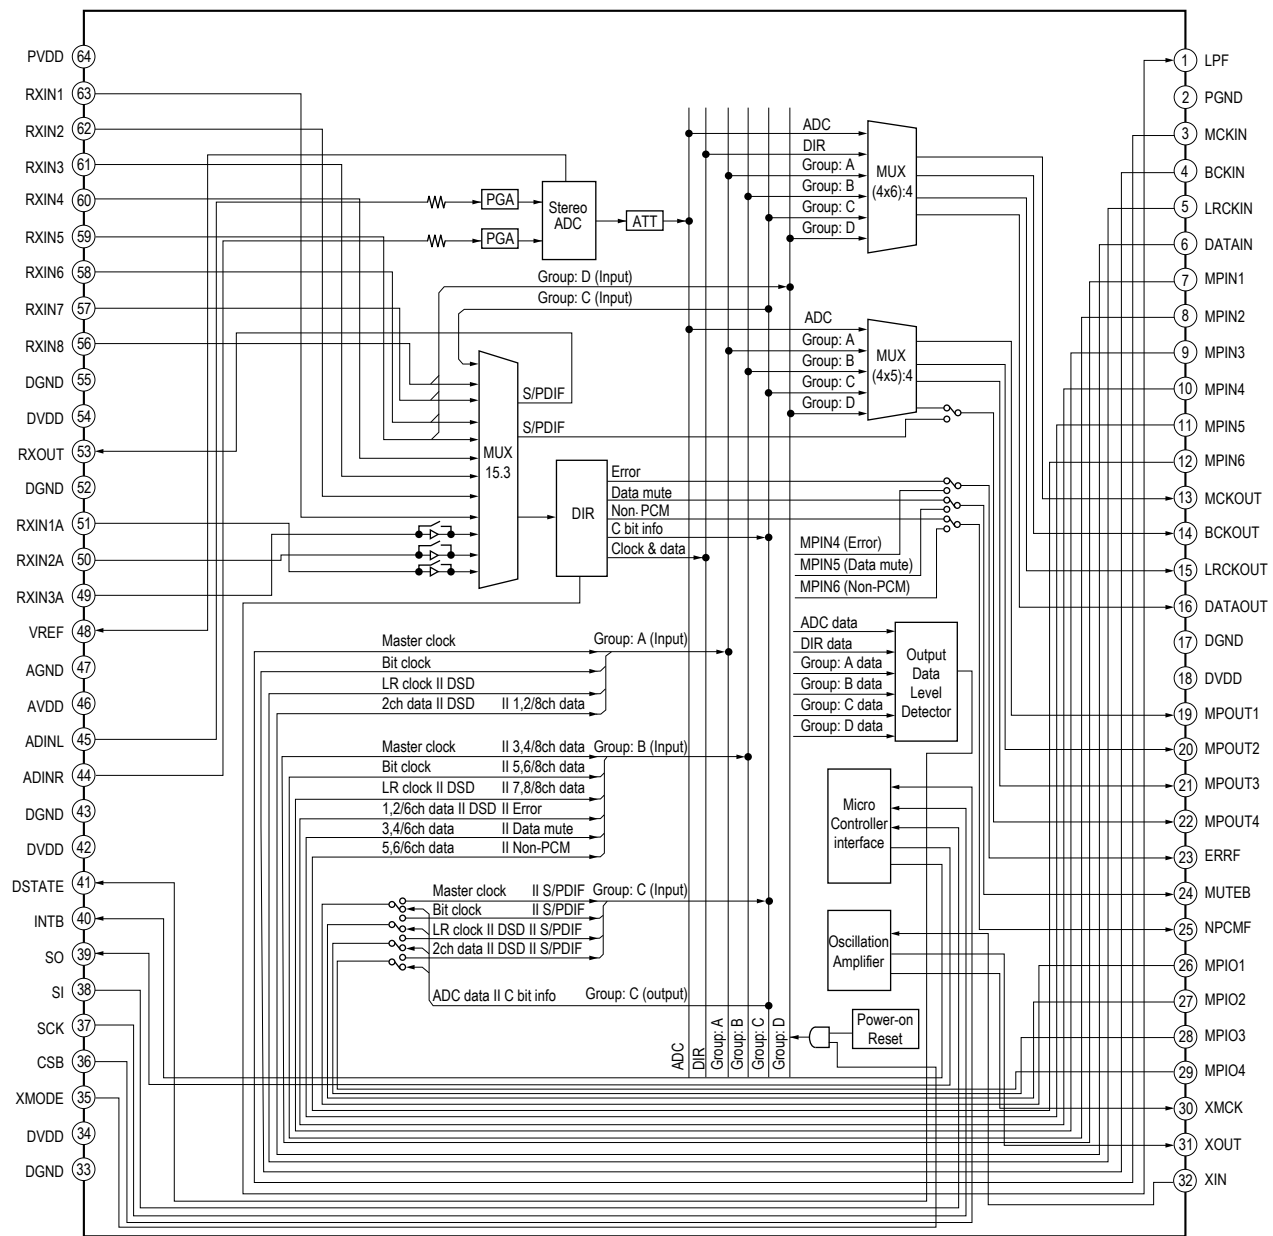 PVDD 64
RXIN1 63
RXIN2 62
RXIN3 61
RXIN4 60
RXIN5 59
RXIN6 58
RXIN7 57
RXIN8 56
DGND 55
DVDD 54
RXOUT 53
DGND 52
RXIN1A 51
RXIN2A 50
RXIN3A 49
VREF 48
AGND 47
AVDD 46
ADINL 45
ADINR 44
DGND 43
DVDD 42
DSTATE 41
INTB 40
SO 39
SI 38
SCK 37
CSB 36
XMODE 35
DVDD 34
DGND 33
PGA
PGA
Stereo
ADC
ATT
Group: D (Input)
Group: C (Input)
S/PDIF
S/PDIF
MUX
15.3
DIR
Error
Data mute
Non-PCM
C bit info
Clock & data
ADC
DIR
Group: A
Group: B
Group: C
Group: D
MUX
(4x6):4
ADC
Group: A
Group: B
Group: C
Group: D
MUX
(4x5):4
MPIN4 (Error)
MPIN5 (Data mute)
MPIN6 (Non-PCM)
ADC data
DIR data
Group: A data
Group: B data
Group: C data
Group: D data
Output
Data
Level
Detector
Master clock Group: A (Input)
Bit clock
LR clock II DSD
2ch data II DSD II 1,2/8ch data
Master clock II 3,4/8ch data Group: B (Input)
Bit clock II 5,6/8ch data
LR clock II DSD II 7,8/8ch data
1,2/6ch data II DSD II Error
3,4/6ch data II Data mute
5,6/6ch data II Non-PCM
Master clock II S/PDIF Group: C (Input)
Bit clock II S/PDIF
LR clock II DSD II S/PDIF
2ch data II DSD II S/PDIF
ADC data II C bit info Group: C (output)
Micro
Controller
interface
Oscillation
Amplifier
Power-on
Reset
ADC
DIR
Group: A
Group: B
Group: C
Group: D
1 LPF
2 PGND
3 MCKIN
4 BCKIN
5 LRCKIN
6 DATAIN
7 MPIN1
8 MPIN2
9 MPIN3
10 MPIN4
11 MPIN5
12 MPIN6
13 MCKOUT
14 BCKOUT
15 LRCKOUT
16 DATAOUT
17 DGND
18 DVDD
19 MPOUT1
20 MPOUT2
21 MPOUT3
22 MPOUT4
23 ERRF
24 MUTEB
25 NPCMF
26 MPIO1
27 MPIO2
28 MPIO3
29 MPIO4
30 XMCK
31 XOUT
32 XIN